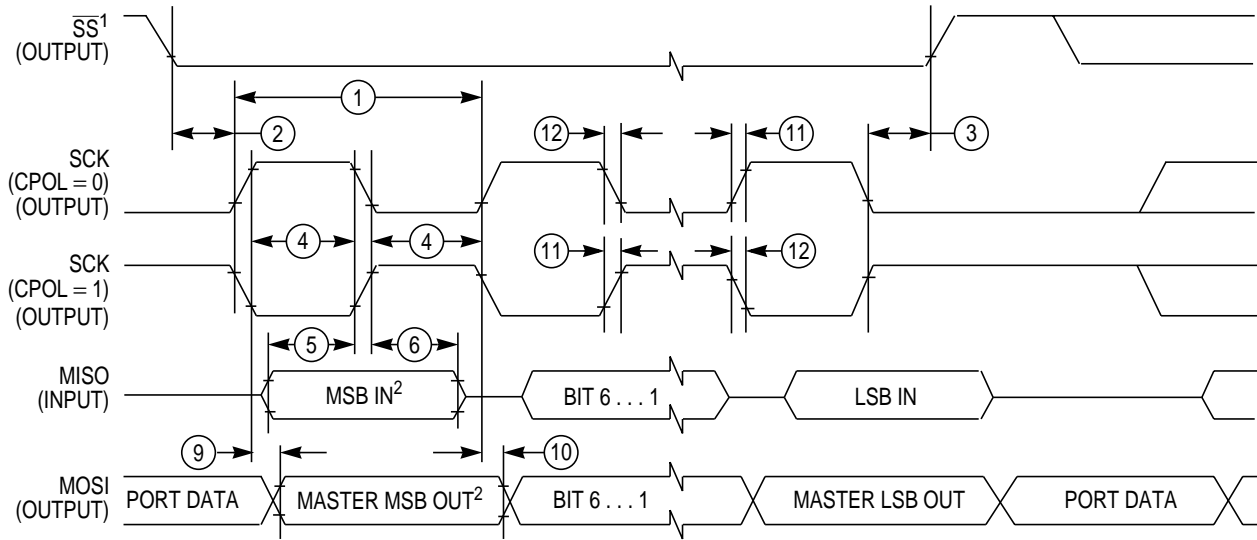 SS1
(OUTPUT)
1
2
12
11
3
SCK
(CPOL = 0)
(OUTPUT)
4
4
SCK
(CPOL = 1)
(OUTPUT)
11
12
5
6
MISO
(INPUT)
MSB IN2
BIT 6 . . . 1
LSB IN
9
10
MOSI
(OUTPUT)
PORT DATA
MASTER MSB OUT2
BIT 6 . . . 1
MASTER LSB OUT
PORT DATA